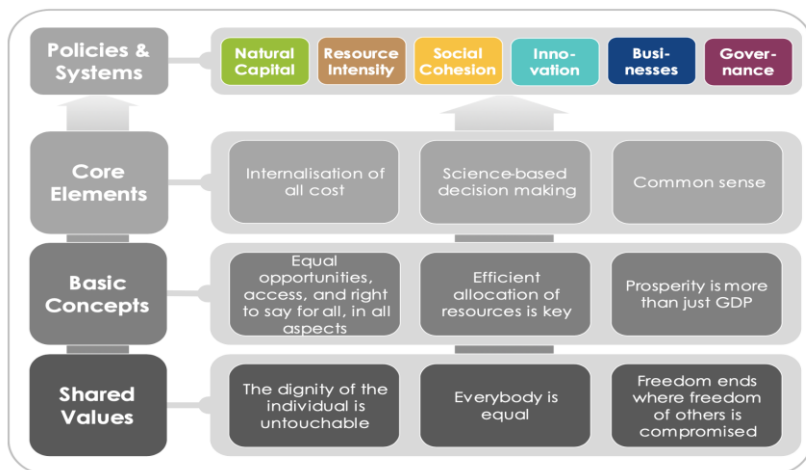 Policies &
Systems
Natural
Capital
Resource
Intensity
Social
Cohesion
Inno-
vation
Busi-
nesses
Gover-
nance
Core
Elements
Internalisation of
all cost
Science-based
decision making
Common sense
Basic
Concepts
Equal
opportunities,
access, and right
to say for all, in all
aspects
Efficient
allocation of
resources is key
Prosperity is more
than just GDP
Shared
Values
The dignity of the
individual is
untouchable
Everybody is
equal
Freedom ends
where freedom
of others is
compromised